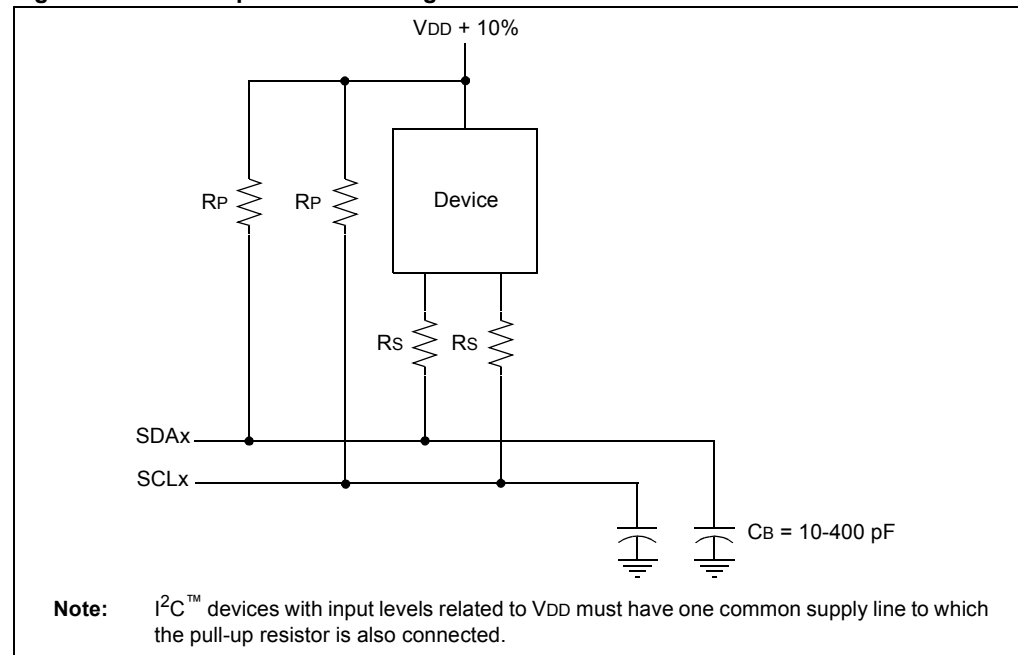 VDD + 10%
RP
RP
Device
RS
RS
SDAx
SCLx
CB = 10-400 pF
Note: I2C™ devices with input levels related to VDD must have one common supply line to which
the pull-up resistor is also connected.